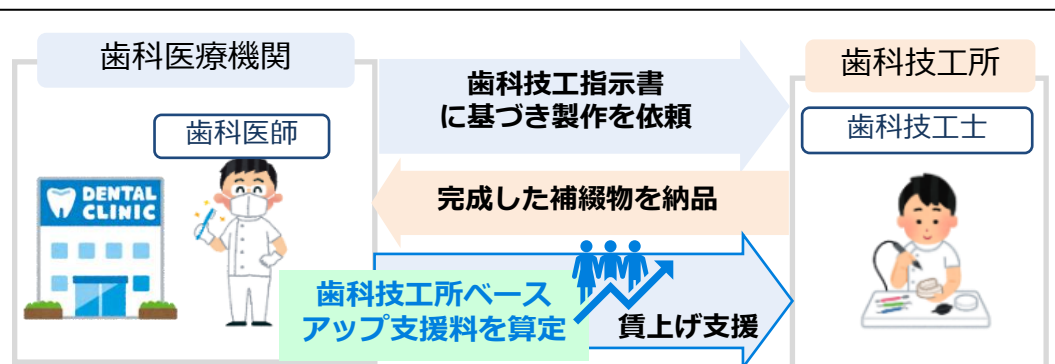 歯科医療機関
歯科医師
DENTAL
CLINIC
歯科技工指示書
に基づき製作を依頼
完成した補綴物を納品
歯科技工所ベース
アップ支援料を算定
賃上げ支援
歯科技工所
歯科技工士